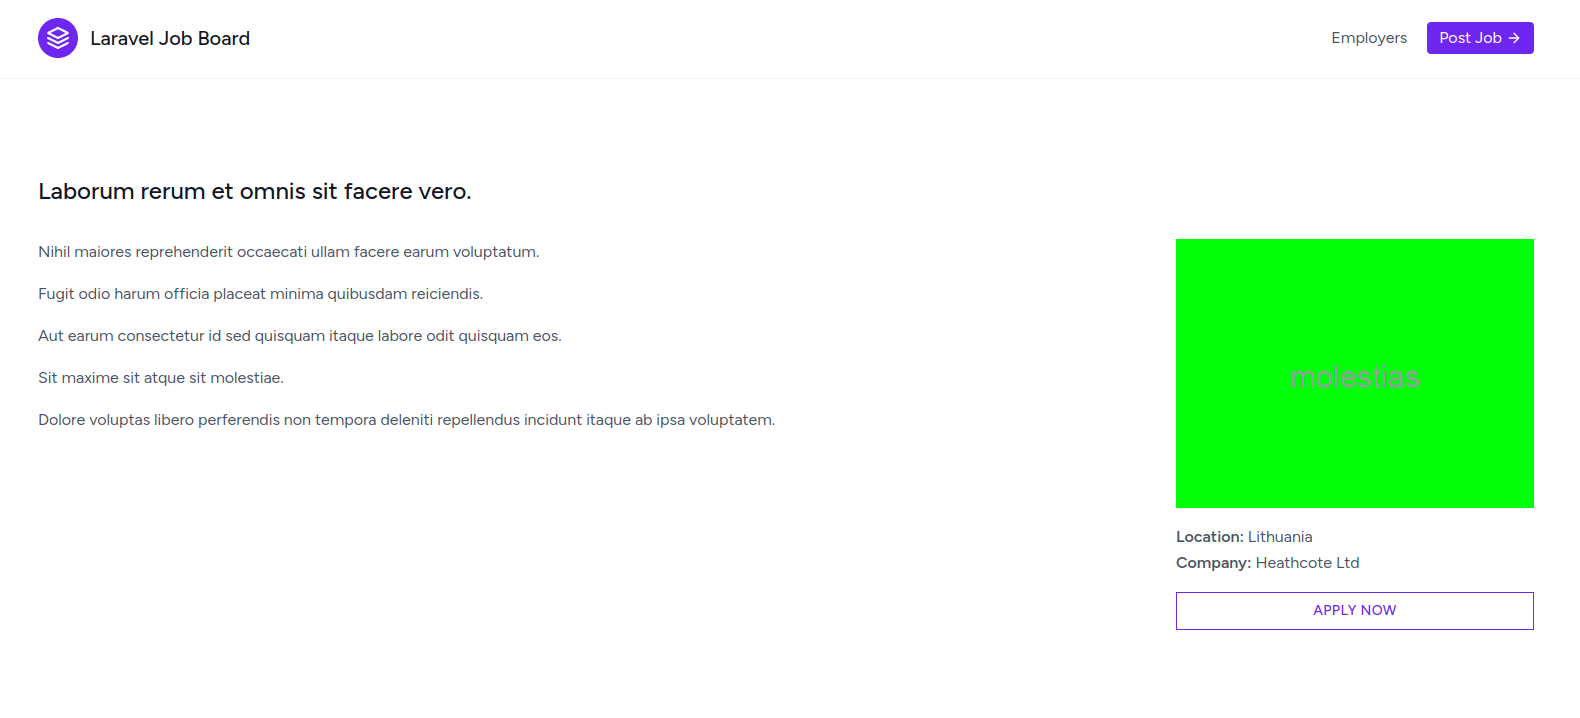 Laravel Job Board
Employers
Post Job →
Laborum rerum et omnis sit facere vero.
Nihil maiores reprehenderit occaecati ullam facere earum voluptatum.
Fugit odio harum officia placeat minima quibusdam reiciendis.
Aut earum consectetur id sed quisquam itaque labore odit quisquam eos.
Sit maxime sit atque sit molestiae.
Dolore voluptas libero perferendis non tempora deleniti repellendus incidunt itaque ab ipsa voluptatem.
molestias
Location: Lithuania
Company: Heathcote Ltd
APPLY NOW